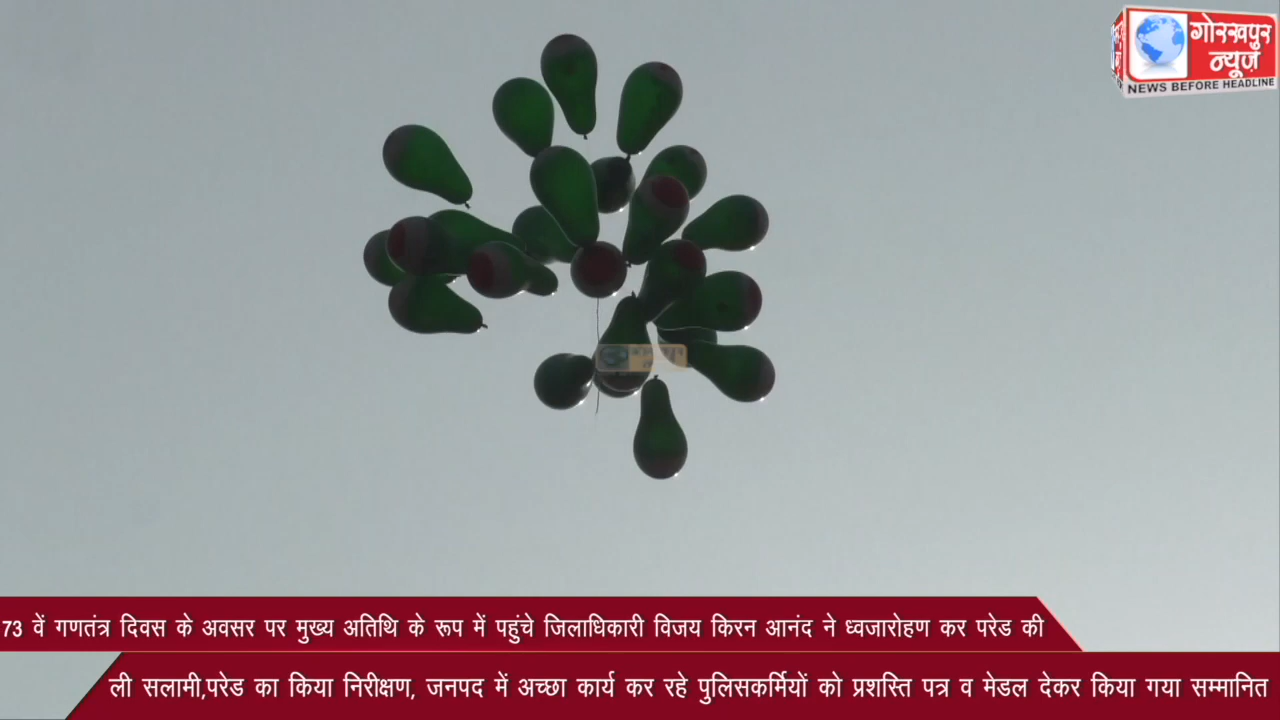 गोरखपुर
न्यूज़
NEWS BEFORE HEADLINE
73 वें गणतंत्र दिवस के अवसर पर मुख्य अतिथि के रूप में पहुंचे जिलाधिकारी विजय किरन आनंद ने ध्वजारोहण कर परेड की
ली सलामी,परेड का किया निरीक्षण, जनपद में अच्छा कार्य कर रहे पुलिसकर्मियों को प्रशस्ति पत्र व मेडल देकर किया गया सम्मानित